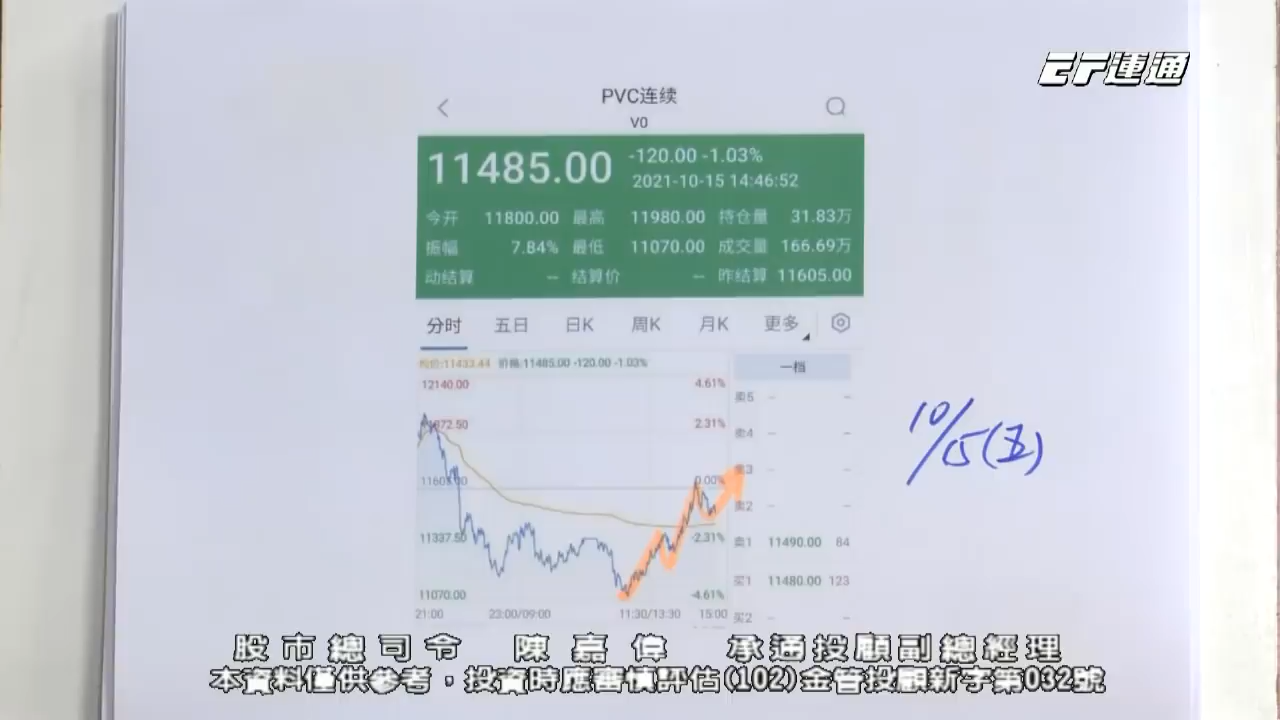 EF運通
PVC连续
V0
11485.00
-120.00 -1.03%
2021-10-15 14:46:52
今开 11800.00 最高 11980.00 持仓量 31.83万
振幅 7.84% 最低 11070.00 成交量 166.69万
动结算 -- 结算价 -- 昨结算 11605.00
分时 五日 日K 周K 月K 更多
均价:11433.44 价格:11485.00 -120.00 -1.03%
一档
12140.00 4.61%
卖5 -- --
2.31%
卖4 -- --
卖3 -- --
11605.00 0.00%
卖2 -- --
11337.50 -2.31%
卖1 11490.00 84
买1 11480.00 123
11070.00 -4.61%
21:00 23:00/09:00 11:30/13:30 15:00
买2 -- --
10/15(五)
股市總司令 陳嘉偉 承通投顧副總經理
本資料僅供參考，投資時應審慎評估(102)金管投顧新字第032號